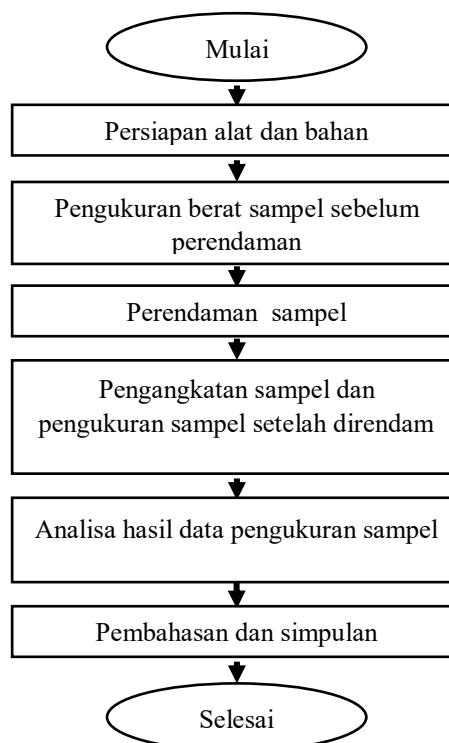 Mulai
Persiapan alat dan bahan
Pengukuran berat sampel sebelum
perendaman
Perendaman sampel
Pengangkatan sampel dan
pengukuran sampel setelah direndam
Analisa hasil data pengukuran sampel
Pembahasan dan simpulan
Selesai